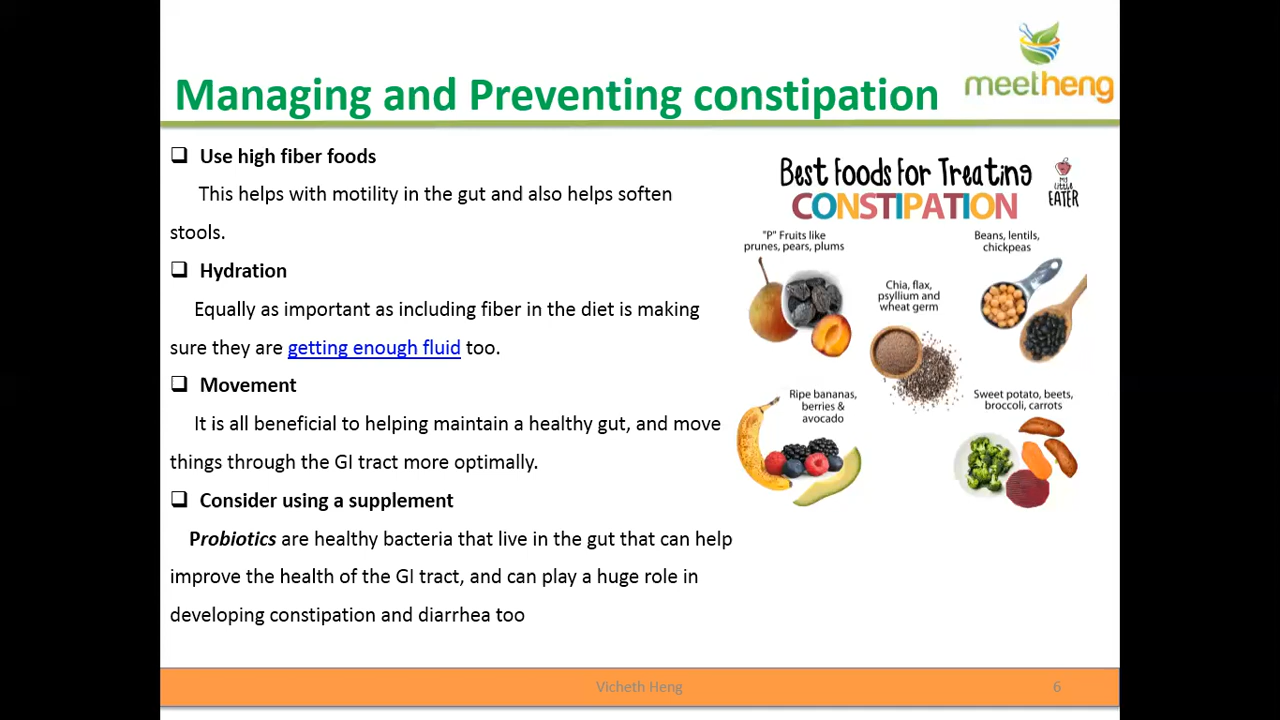 meetheng
Managing and Preventing constipation
❑ Use high fiber foods
This helps with motility in the gut and also helps soften
stools.
❑ Hydration
Equally as important as including fiber in the diet is making
sure they are getting enough fluid too.
❑ Movement
It is all beneficial to helping maintain a healthy gut, and move
things through the GI tract more optimally.
❑ Consider using a supplement
Probiotics are healthy bacteria that live in the gut that can help
improve the health of the GI tract, and can play a huge role in
developing constipation and diarrhea too
Best Foods For Treating
CONSTIPATION
MY
Little
EATER
"P" Fruits like
prunes, pears, plums
Beans, lentils,
chickpeas
Chia, flax,
psyllium and
wheat germ
Ripe bananas,
berries &
avocado
Sweet potato, beets,
broccoli, carrots
Vicheth Heng
6